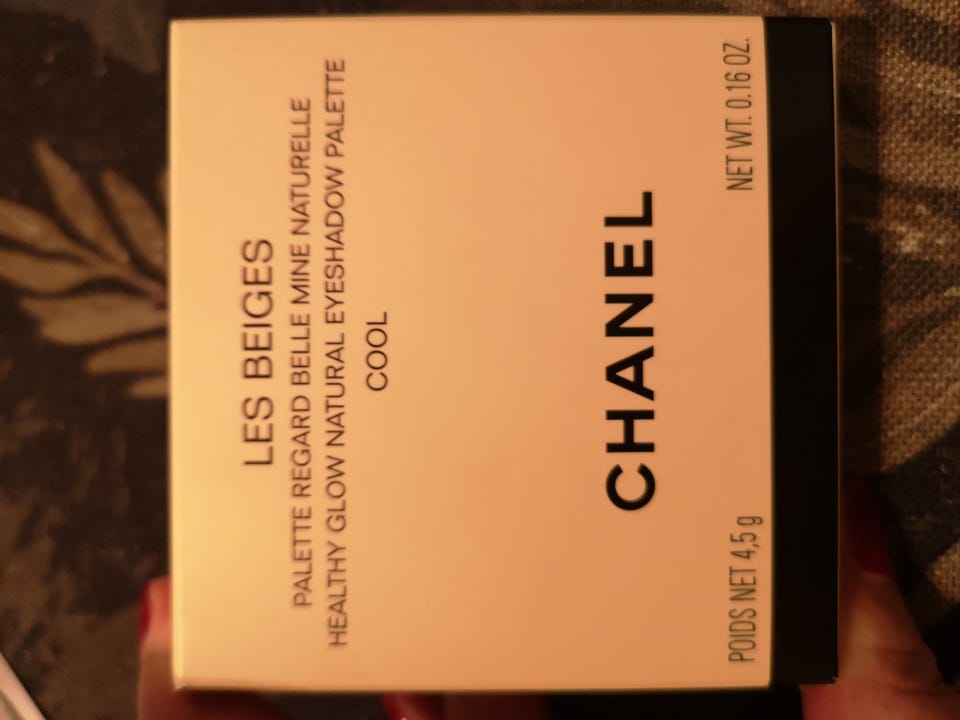 LES BEIGES
PALETTE REGARD BELLE MINE NATURELLE
HEALTHY GLOW NATURAL EYESHADOW PALETTE
COOL
CHANEL
POIDS NET 4,5 g NET WT. 0.16 OZ.